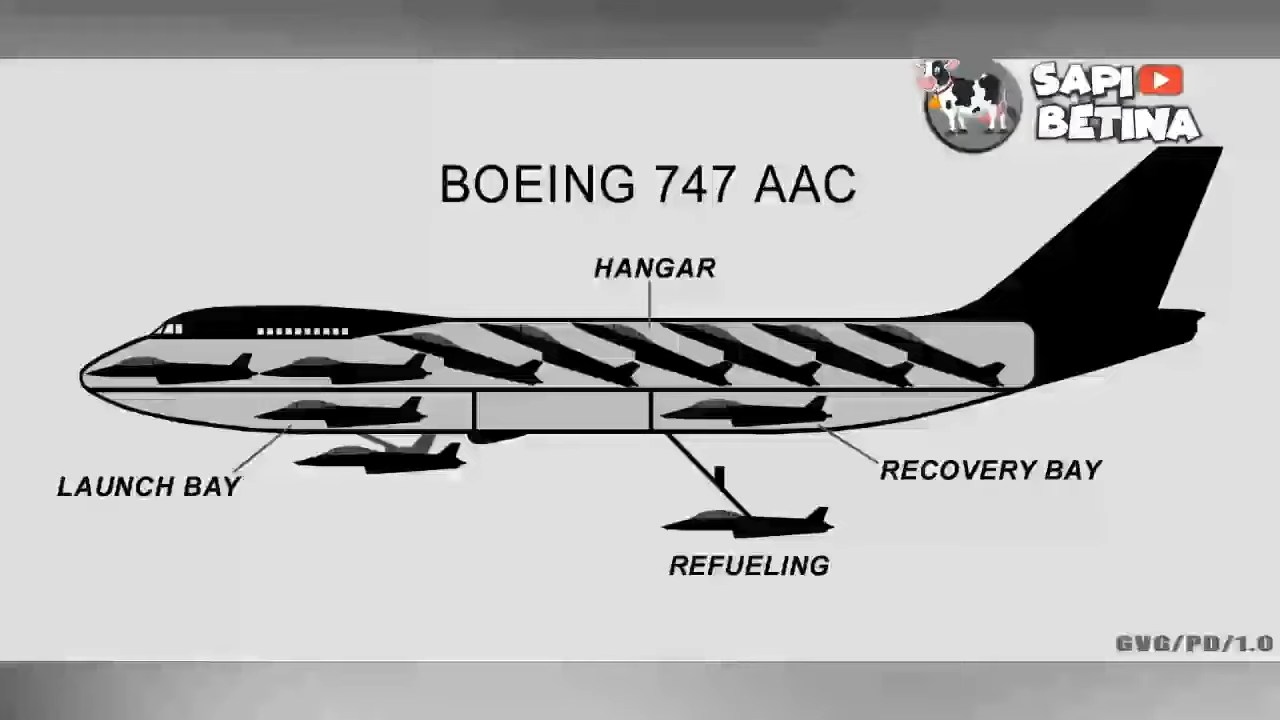 SAPI
BETINA
BOEING 747 AAC
HANGAR
LAUNCH BAY
RECOVERY BAY
REFUELING
GVG/PD/1.0